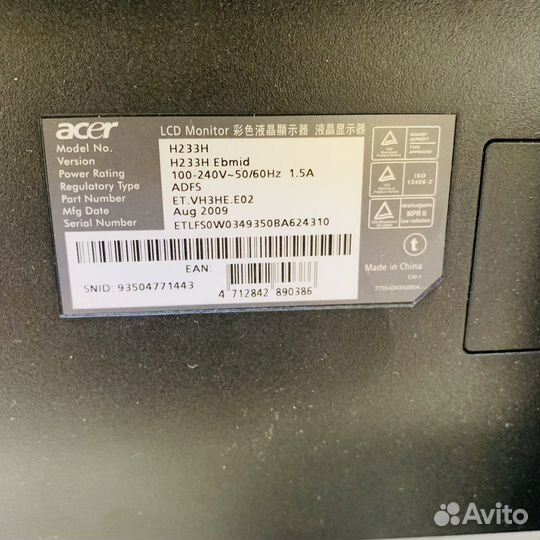 acer LCD Monitor 彩色液晶顯示器 液晶显示器
Model No. H233H
Version H233H Ebmid
Power Rating 100-240V~50/60Hz 1.5A
Regulatory Type ADFS
Part Number ET.VH3HE.E02
Mfg Date Aug 2009
Serial Number ETLFS0W0349350BA624310
EAN:
SNID: 93504771443
4 712842 890386
TYPE
APPROVED
ISO
13406-2
MPR II
Made in China
Avito